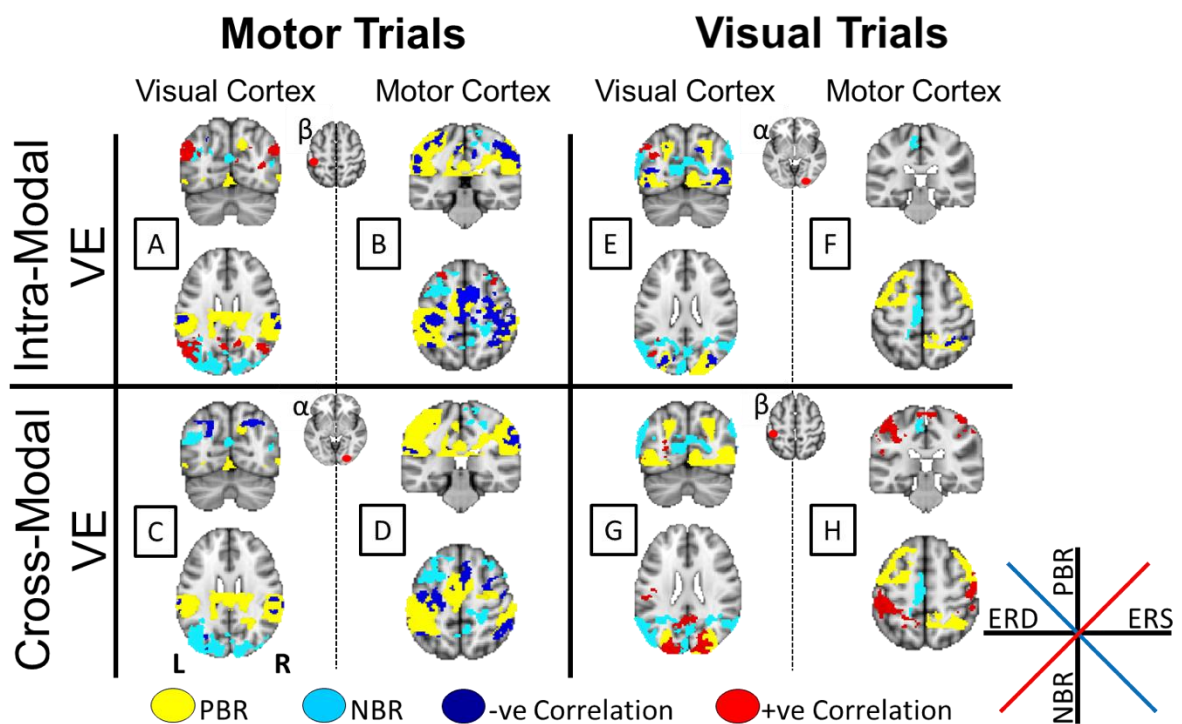 Motor Trials Visual Trials
Visual Cortex Motor Cortex Visual Cortex Motor Cortex
Intra-Modal
VE
β
α
A B E F
Cross-Modal
VE
α
β
C D G H
L R
PBR
ERD ERS
NBR
PBR NBR -ve Correlation +ve Correlation